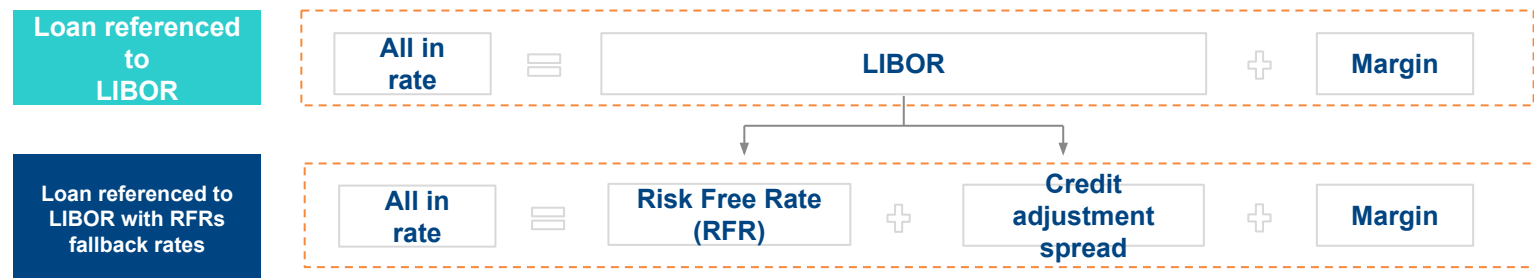 Loan referenced
to
LIBOR
All in
rate
LIBOR
Margin
Loan referenced to
LIBOR with RFRs
fallback rates
All in
rate
Risk Free Rate
(RFR)
Credit
adjustment
spread
Margin